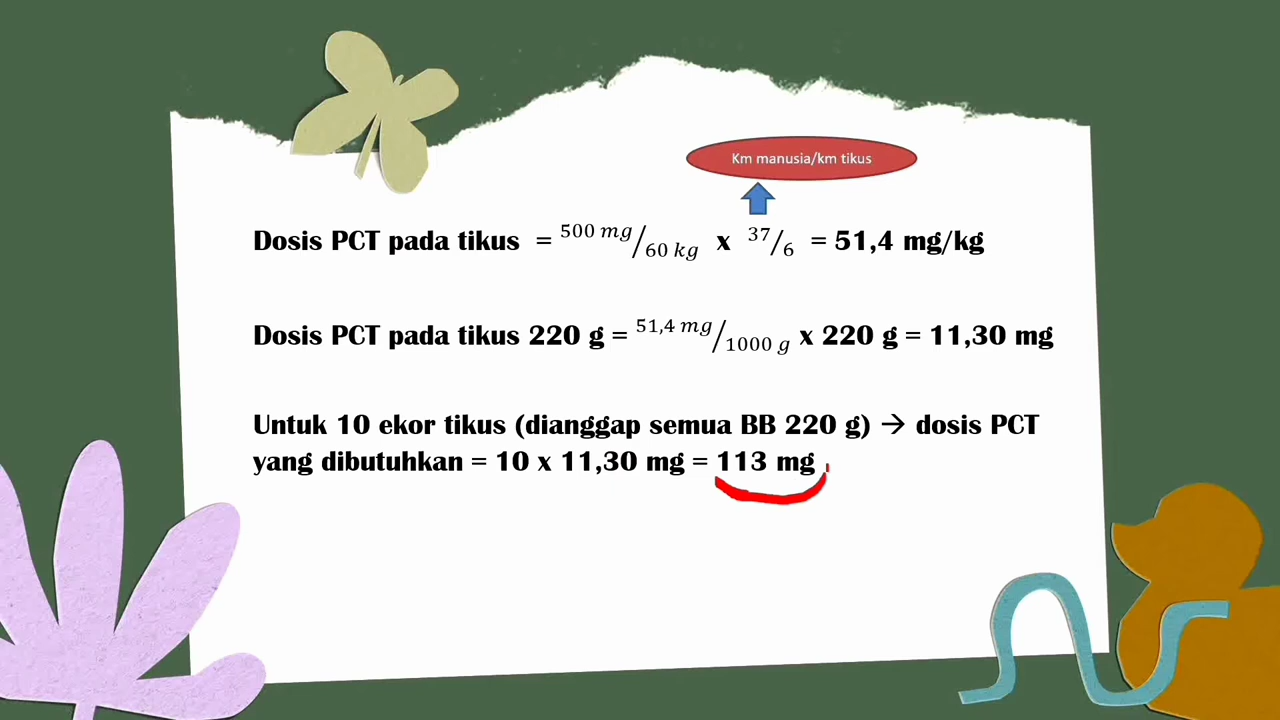 Km manusia/km tikus
Dosis PCT pada tikus = 500 mg/60 kg x 37/6 = 51,4 mg/kg
Dosis PCT pada tikus 220 g = 51,4 mg/1000 g x 220 g = 11,30 mg
Untuk 10 ekor tikus (dianggap semua BB 220 g) → dosis PCT
yang dibutuhkan = 10 x 11,30 mg = 113 mg